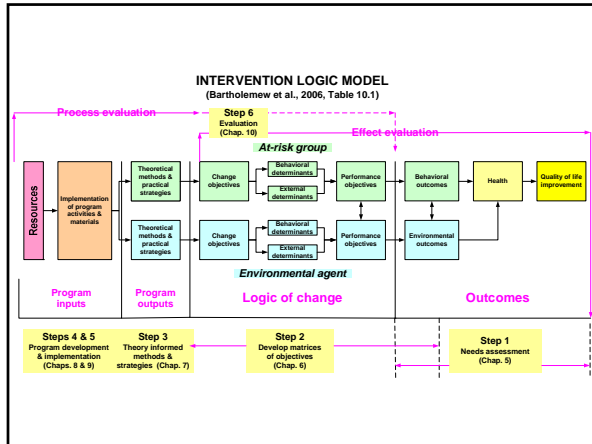 INTERVENTION LOGIC MODEL
(Bartholemew et al., 2006, Table 10.1)
Process evaluation
Step 6
Evaluation
(Chap. 10)
Effect evaluation
At-risk group
Resources
Implementation
of program
activities &
materials
Theoretical
methods &
practical
strategies
Change
objectives
Behavioral
determinants
External
determinants
Performance
objectives
Behavioral
outcomes
Health
Quality of life
improvement
Theoretical
methods &
practical
strategies
Change
objectives
Behavioral
determinants
External
determinants
Performance
objectives
Environmental
outcomes
Environmental agent
Program
inputs
Program
outputs
Logic of change
Outcomes
Steps 4 & 5
Program development
& implementation
(Chaps. 8 & 9)
Step 3
Theory informed
methods &
strategies (Chap. 7)
Step 2
Develop matrices
of objectives
(Chap. 6)
Step 1
Needs assessment
(Chap. 5)